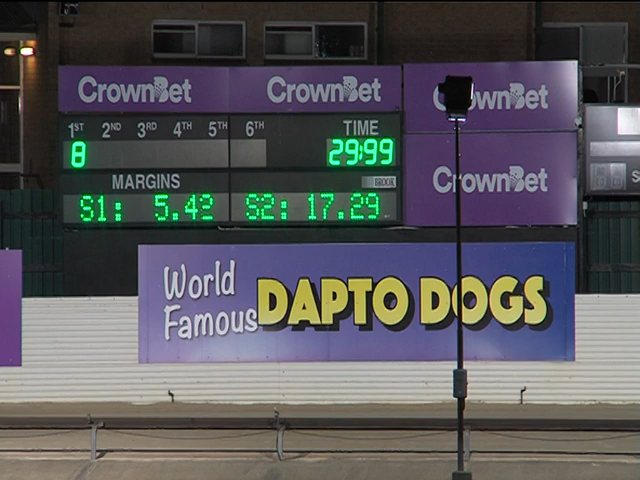 CrownBet CrownBet CrownBet
1ST 2ND 3RD 4TH 5TH 6TH TIME
8 29:99
MARGINS
S1: 5.42 S2: 17.29
CrownBet
World
Famous
DAPTO DOGS